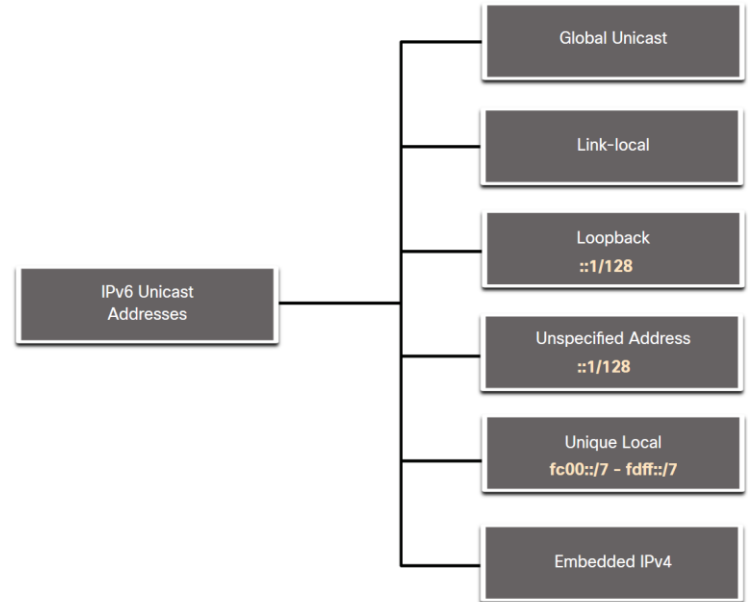 Global Unicast
Link-local
Loopback
::1/128
IPv6 Unicast
Addresses
Unspecified Address
::1/128
Unique Local
fc00::/7 - fdff::/7
Embedded IPv4